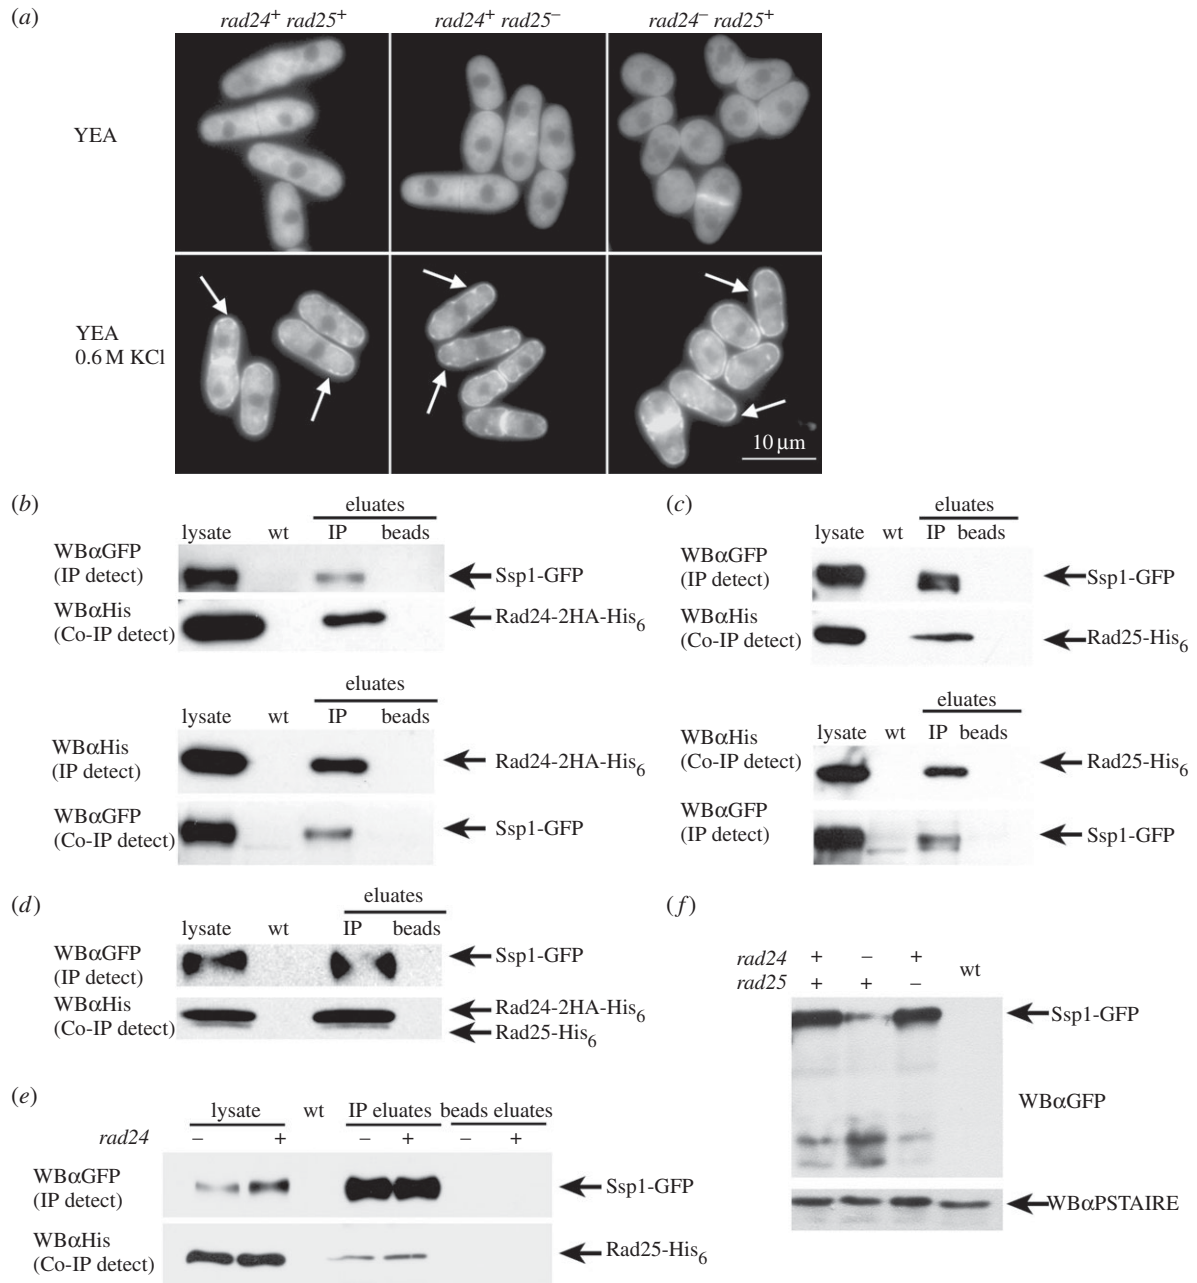 (a)
rad24⁺ rad25⁺ rad24⁺ rad25⁻ rad24⁻ rad25⁺
YEA
YEA
0.6 M KCl
10 μm
(b)
eluates
lysate wt IP beads
WBαGFP
(IP detect)
Ssp1-GFP
WBαHis
(Co-IP detect)
Rad24-2HA-His₆
eluates
lysate wt IP beads
WBαHis
(IP detect)
Rad24-2HA-His₆
WBαGFP
(Co-IP detect)
Ssp1-GFP
(c)
eluates
lysate wt IP beads
WBαGFP
(IP detect)
Ssp1-GFP
WBαHis
(Co-IP detect)
Rad25-His₆
eluates
lysate wt IP beads
WBαHis
(Co-IP detect)
Rad25-His₆
WBαGFP
(IP detect)
Ssp1-GFP
(d)
eluates
lysate wt IP beads
WBαGFP
(IP detect)
Ssp1-GFP
WBαHis
(Co-IP detect)
Rad24-2HA-His₆
Rad25-His₆
(e)
lysate wt IP eluates beads eluates
rad24 – + – + – +
WBαGFP
(IP detect)
Ssp1-GFP
WBαHis
(Co-IP detect)
Rad25-His₆
(f)
rad24 + – +
wt
rad25 + + –
Ssp1-GFP
WBαGFP
WBαPSTAIRE